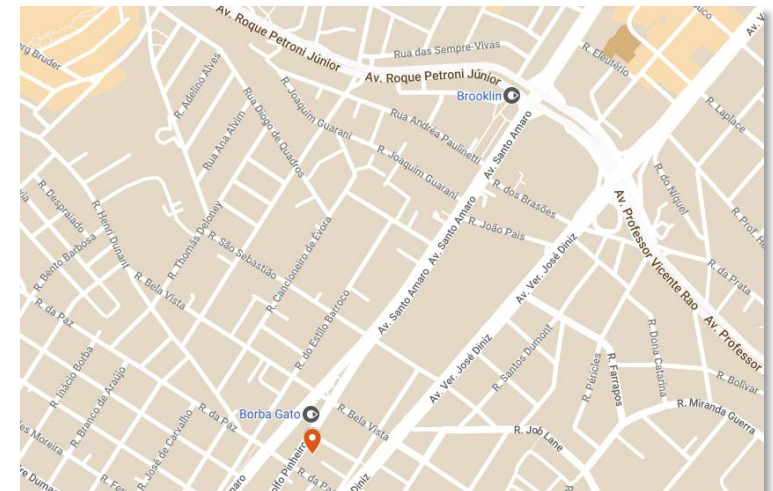 Av. Roque Petroni Júnior
Rua das Sempre-Vivas
R. Eleutério
Av. Roque Petroni Júnior
R. Adelino Alves
Brooklin
R. Laplace
Rua Ana Alvim
Rua Diogo de Quadros
R. Joaquim Guarani
Rua Andréa Paulinetti
Av. Santo Amaro
R. Joaquim Guarani
R. dos Brasões
R. do Níquel
R. Despraiado
R. Henri Dunant
R. Thomás Deloney
R. São Sebastião
R. Cancioneiro de Évora
Av. Santo Amaro
R. João Pais
Av. Professor Vicente Rao
R. Bento Barbosa
R. Bela Vista
Av. Ver. José Diniz
R. da Prata
R. da Paz
R. do Estilo Barroco
Av. Santo Amaro
Av. Professor
R. Inácio Borba
Av. Ver. José Diniz
R. Santos Dumont
R. Péricles
R. Farrapos
R. Dona Catarina
R. Bolívar
R. Branco de Araújo
R. José de Carvalho
R. da Paz
Borba Gato
R. Bela Vista
R. Job Lane
R. Miranda Guerra
R. da Pa
Diniz